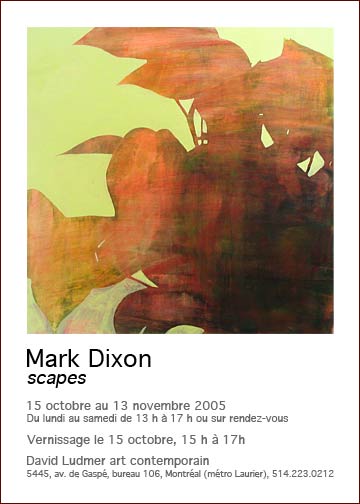 Mark Dixon
scapes
15 octobre au 13 novembre 2005
Du lundi au samedi de 13 h à 17 h ou sur rendez-vous
Vernissage le 15 octobre, 15 h à 17h
David Ludmer art contemporain
5445, av. de Gaspé, bureau 106, Montréal (métro Laurier), 514.223.0212